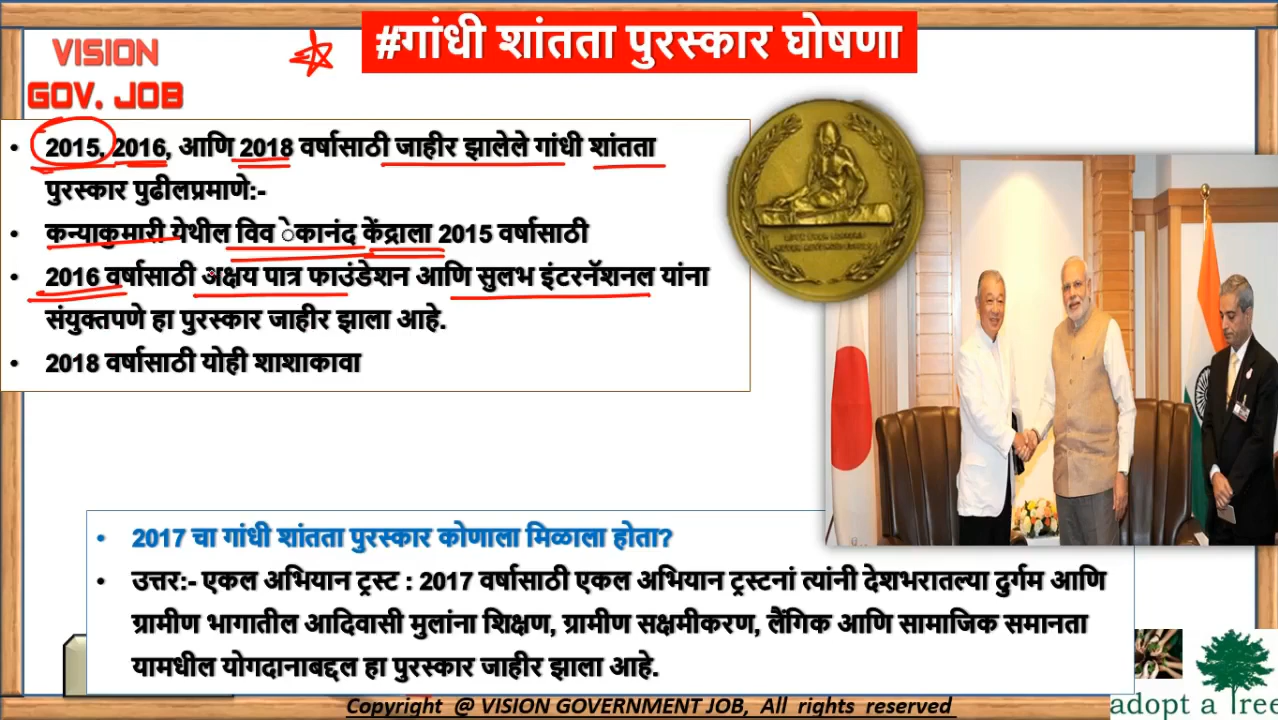 #गांधी शांतता पुरस्कार घोषणा
VISION
GOV. JOB
• 2015, 2016, आणि 2018 वर्षासाठी जाहीर झालेले गांधी शांतता
पुरस्कार पुढीलप्रमाणे:-
• कन्याकुमारी येथील विव ेकानंद केंद्राला 2015 वर्षासाठी
• 2016 वर्षासाठी अक्षय पात्र फाउंडेशन आणि सुलभ इंटरनॅशनल यांना
संयुक्तपणे हा पुरस्कार जाहीर झाला आहे.
• 2018 वर्षासाठी योही शाशाकावा
• 2017 चा गांधी शांतता पुरस्कार कोणाला मिळाला होता?
• उत्तर:- एकल अभियान ट्रस्ट : 2017 वर्षासाठी एकल अभियान ट्रस्टनां त्यांनी देशभरातल्या दुर्गम आणि
ग्रामीण भागातील आदिवासी मुलांना शिक्षण, ग्रामीण सक्षमीकरण, लैंगिक आणि सामाजिक समानता
यामधील योगदानाबद्दल हा पुरस्कार जाहीर झाला आहे.
adopt a Tree
Copyright @ VISION GOVERNMENT JOB, All rights reserved